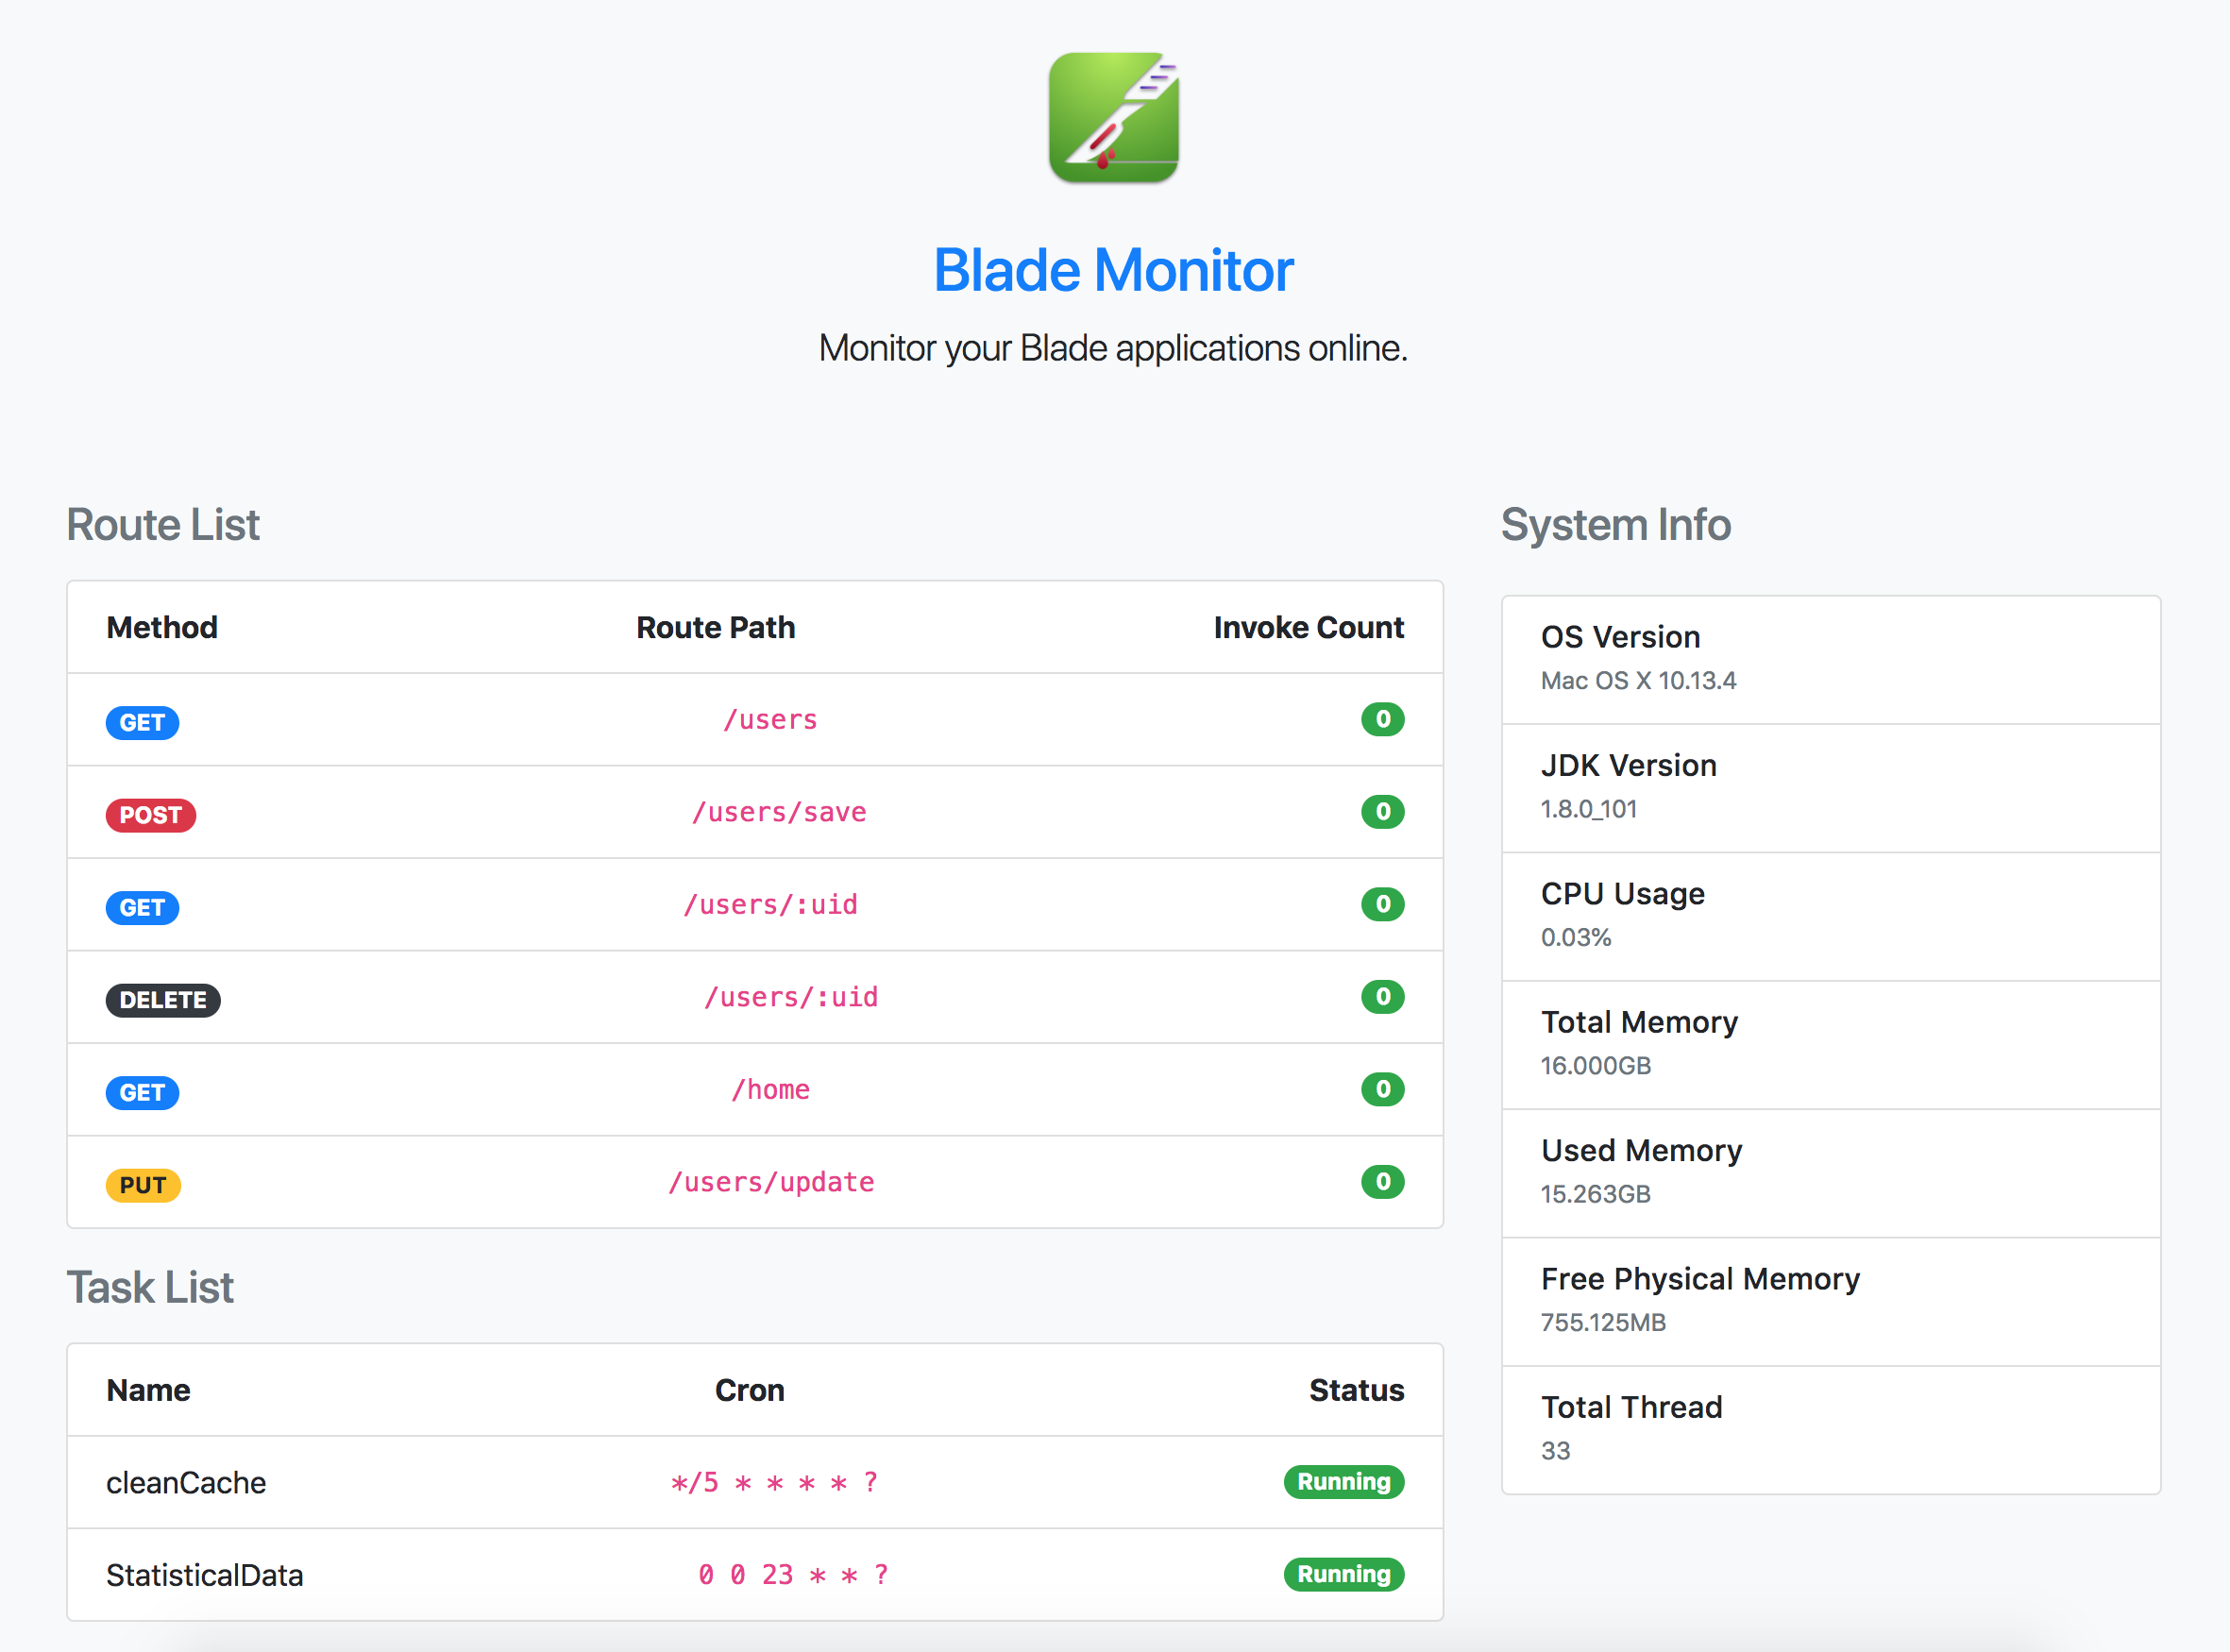 Blade Monitor
Monitor your Blade applications online.
Route List
Method Route Path Invoke Count
GET /users 0
POST /users/save 0
GET /users/:uid 0
DELETE /users/:uid 0
GET /home 0
PUT /users/update 0
Task List
Name Cron Status
cleanCache */5 * * * * ? Running
StatisticalData 0 0 23 * * ? Running
System Info
OS Version
Mac OS X 10.13.4
JDK Version
1.8.0_101
CPU Usage
0.03%
Total Memory
16.000GB
Used Memory
15.263GB
Free Physical Memory
755.125MB
Total Thread
33